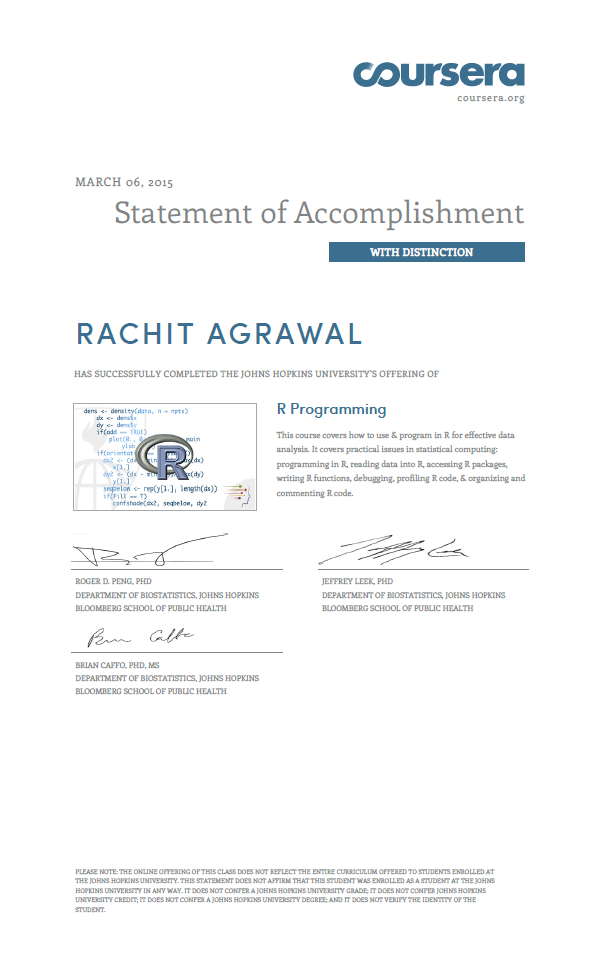 coursera
coursera.org
MARCH 06, 2015
Statement of Accomplishment
WITH DISTINCTION
RACHIT AGRAWAL
HAS SUCCESSFULLY COMPLETED THE JOHNS HOPKINS UNIVERSITY'S OFFERING OF
dens <- density(data, n = npts)
dx <- dens$x
dy <- dens$y
if(add == TRUE)
plot(0., 0 main
ylab
if(orientat
dx2 <- (dx - min dx)
x[1.]
dy2 <- (dx - min x(dx)
y[1.]
seqbelow <- rep(y[1.], length(dx))
if(Fill == T)
confshade(dx2, seqbelow, dy2
R
R Programming
This course covers how to use & program in R for effective data
analysis. It covers practical issues in statistical computing:
programming in R, reading data into R, accessing R packages,
writing R functions, debugging, profiling R code, & organizing and
commenting R code.
ROGER D. PENG, PHD
DEPARTMENT OF BIOSTATISTICS, JOHNS HOPKINS
BLOOMBERG SCHOOL OF PUBLIC HEALTH
JEFFREY LEEK, PHD
DEPARTMENT OF BIOSTATISTICS, JOHNS HOPKINS
BLOOMBERG SCHOOL OF PUBLIC HEALTH
Brian Caffo
BRIAN CAFFO, PHD, MS
DEPARTMENT OF BIOSTATISTICS, JOHNS HOPKINS
BLOOMBERG SCHOOL OF PUBLIC HEALTH
PLEASE NOTE: THE ONLINE OFFERING OF THIS CLASS DOES NOT REFLECT THE ENTIRE CURRICULUM OFFERED TO STUDENTS ENROLLED AT
THE JOHNS HOPKINS UNIVERSITY. THIS STATEMENT DOES NOT AFFIRM THAT THIS STUDENT WAS ENROLLED AS A STUDENT AT THE JOHNS
HOPKINS UNIVERSITY IN ANY WAY. IT DOES NOT CONFER A JOHNS HOPKINS UNIVERSITY GRADE; IT DOES NOT CONFER JOHNS HOPKINS
UNIVERSITY CREDIT; IT DOES NOT CONFER A JOHNS HOPKINS UNIVERSITY DEGREE; AND IT DOES NOT VERIFY THE IDENTITY OF THE
STUDENT.